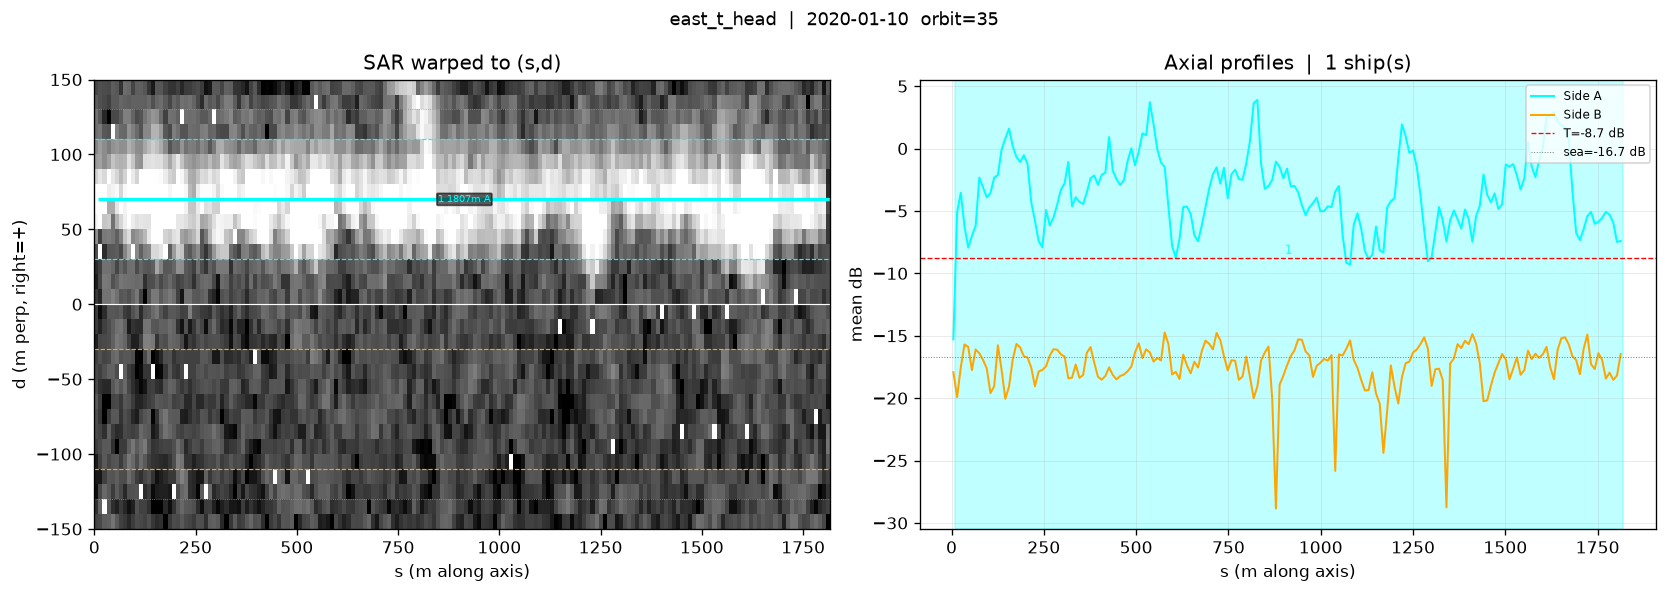 east_t_head  |  2020-01-10  orbit=35
SAR warped to (s,d)
150
100
50
0
−50
−100
−150
d (m perp, right=+)
1 1807m A
0
250
500
750
1000
1250
1500
1750
s (m along axis)
Axial profiles  |  1 ship(s)
5
0
−5
−10
−15
−20
−25
−30
mean dB
Side A
Side B
T=-8.7 dB
sea=-16.7 dB
1
0
250
500
750
1000
1250
1500
1750
s (m along axis)